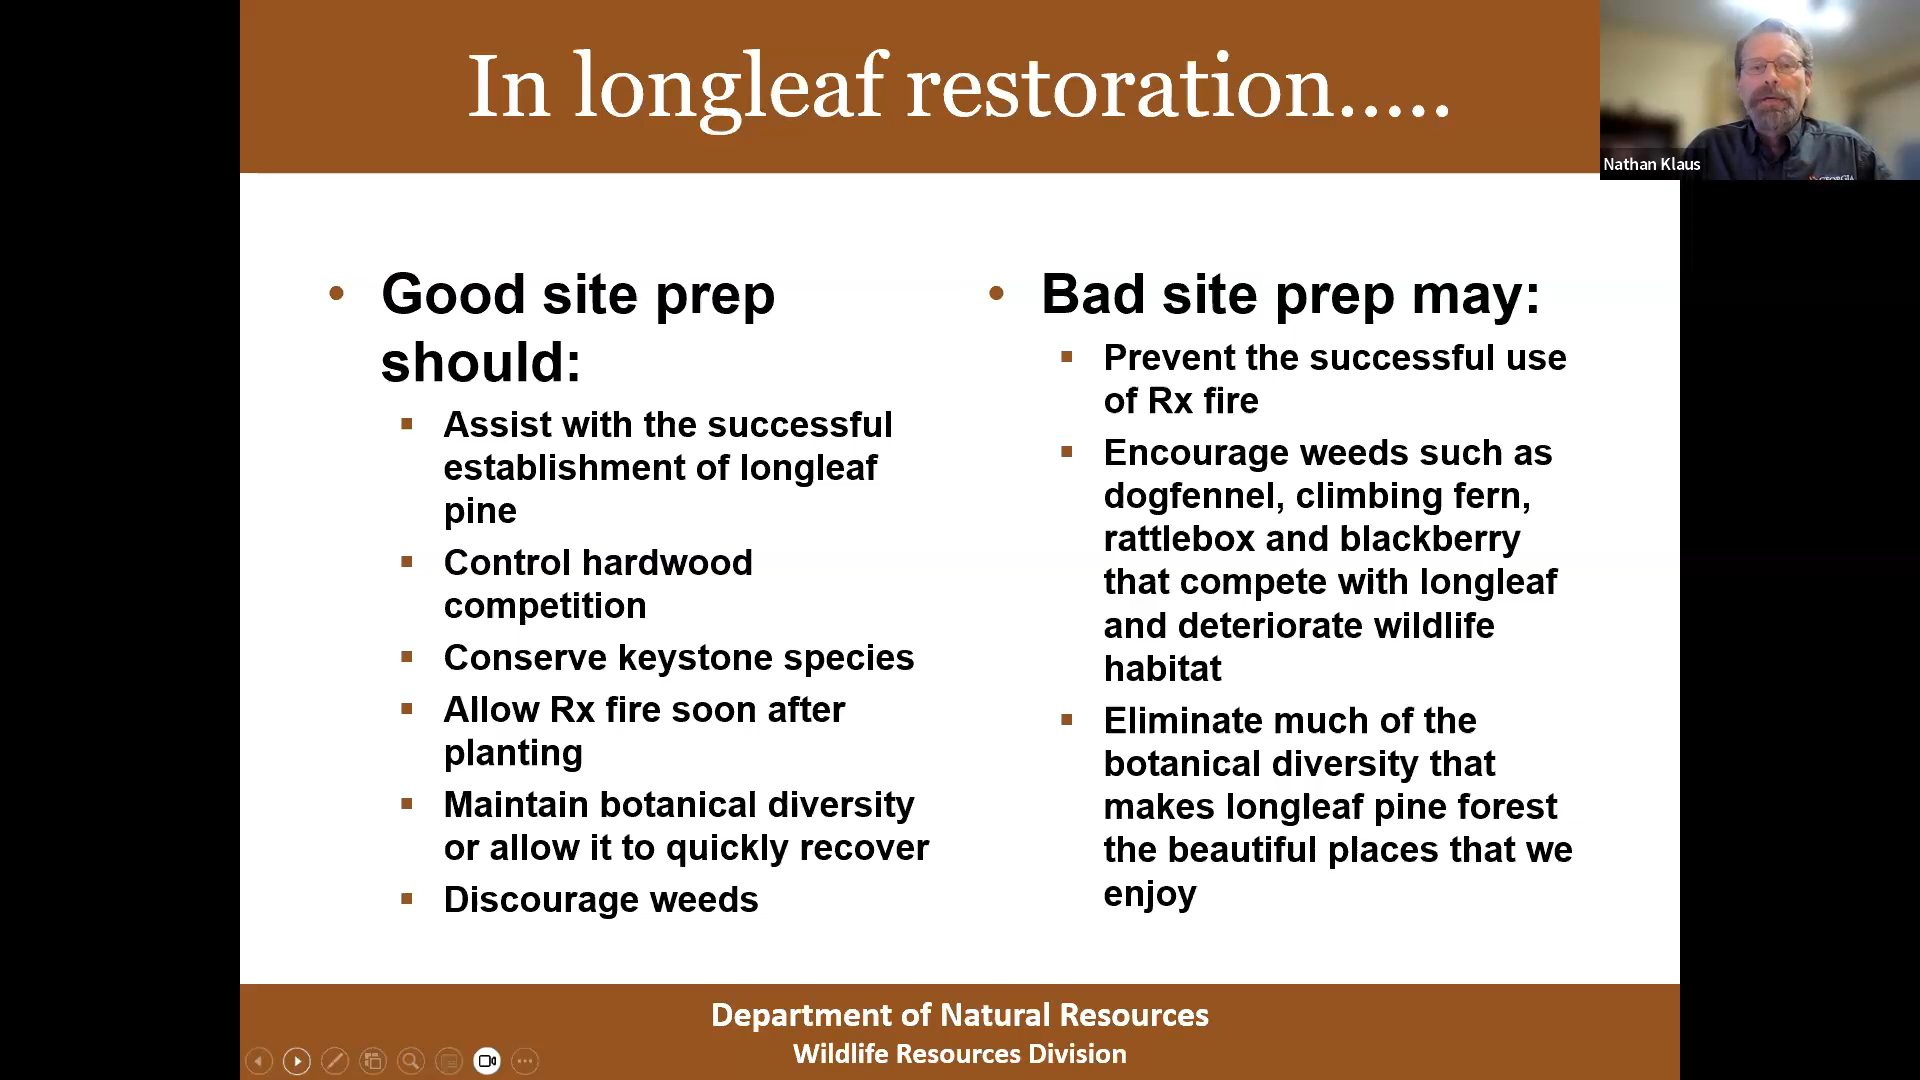 In longleaf restoration.....
Nathan Klaus
GEORGIA
• Good site prep
should:
▪ Assist with the successful
establishment of longleaf
pine
▪ Control hardwood
competition
▪ Conserve keystone species
▪ Allow Rx fire soon after
planting
▪ Maintain botanical diversity
or allow it to quickly recover
▪ Discourage weeds
• Bad site prep may:
▪ Prevent the successful use
of Rx fire
▪ Encourage weeds such as
dogfennel, climbing fern,
rattlebox and blackberry
that compete with longleaf
and deteriorate wildlife
habitat
▪ Eliminate much of the
botanical diversity that
makes longleaf pine forest
the beautiful places that we
enjoy
Department of Natural Resources
Wildlife Resources Division